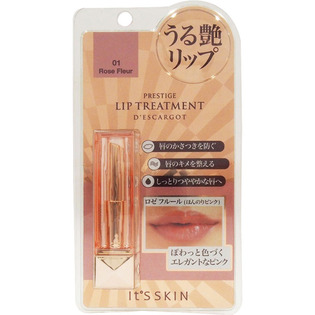 うる艶
リップ
01
Rose Fleur
PRESTIGE
LIP TREATMENT
D'ESCARGOT
唇のかさつきを防ぐ
唇のキメを整える
しっとりつややかな唇へ
ロゼ フルール(ほんのりピンク)
ぽわっと色づく
エレガントなピンク
It'S SKIN